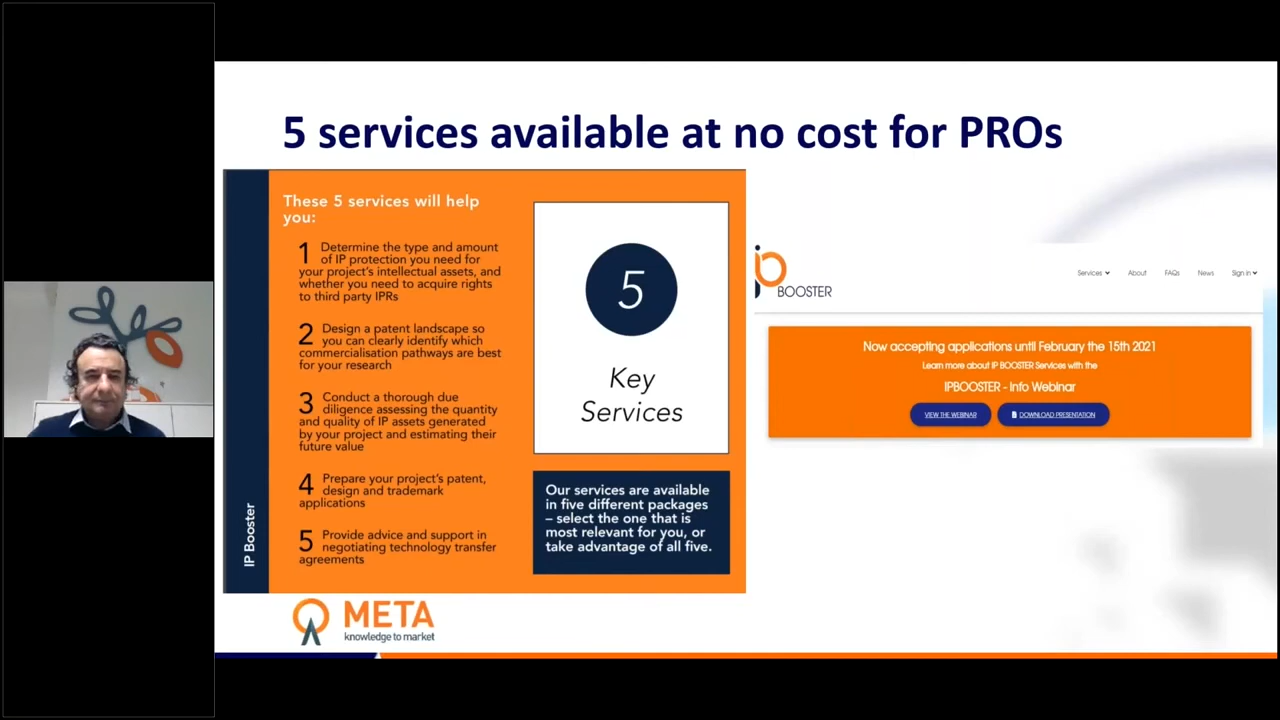 5 services available at no cost for PROs
These 5 services will help
you:
1 Determine the type and amount
of IP protection you need for
your project's intellectual assets, and
whether you need to acquire rights
to third party IPRs
2 Design a patent landscape so
you can clearly identify which
commercialisation pathways are best
for your research
3 Conduct a thorough due
diligence assessing the quantity
and quality of IP assets generated
by your project and estimating their
future value
4 Prepare your project's patent,
design and trademark
applications
5 Provide advice and support in
negotiating technology transfer
agreements
IP Booster
5
Key
Services
Our services are available
in five different packages
– select the one that is
most relevant for you, or
take advantage of all five.
ip BOOSTER
Services About FAQs News Sign in
Now accepting applications until February the 15th 2021
Learn more about IP BOOSTER Services with the
IPBOOSTER - Info Webinar
VIEW THE WEBINAR DOWNLOAD PRESENTATION
META
knowledge to market